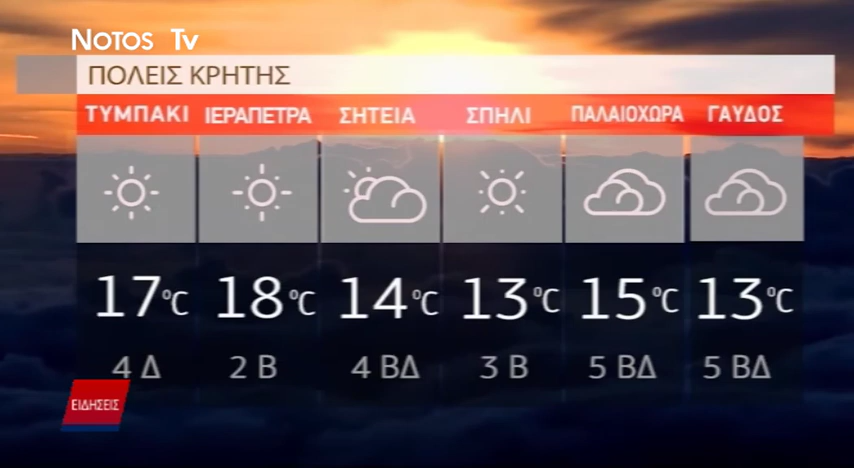 NOTOS TV
ΠΟΛΕΙΣ ΚΡΗΤΗΣ
ΤΥΜΠΑΚΙ ΙΕΡΑΠΕΤΡΑ ΣΗΤΕΙΑ ΣΠΗΛΙ ΠΑΛΑΙΟΧΩΡΑ ΓΑΥΔΟΣ
17°C 18°C 14°C 13°C 15°C 13°C
4 Δ 2 Β 4 ΒΔ 3 Β 5 ΒΔ 5 ΒΔ
ΕΙΔΗΣΕΙΣ